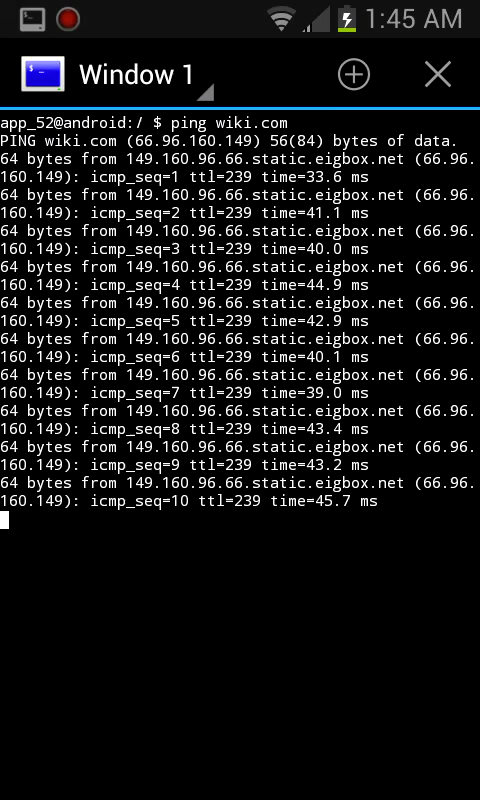 1:45 AM
Window 1
app_52@android:/ $ ping wiki.com
PING wiki.com (66.96.160.149) 56(84) bytes of data.
64 bytes from 149.160.96.66.static.eigbox.net (66.96.
160.149): icmp_seq=1 ttl=239 time=33.6 ms
64 bytes from 149.160.96.66.static.eigbox.net (66.96.
160.149): icmp_seq=2 ttl=239 time=41.1 ms
64 bytes from 149.160.96.66.static.eigbox.net (66.96.
160.149): icmp_seq=3 ttl=239 time=40.0 ms
64 bytes from 149.160.96.66.static.eigbox.net (66.96.
160.149): icmp_seq=4 ttl=239 time=44.9 ms
64 bytes from 149.160.96.66.static.eigbox.net (66.96.
160.149): icmp_seq=5 ttl=239 time=42.9 ms
64 bytes from 149.160.96.66.static.eigbox.net (66.96.
160.149): icmp_seq=6 ttl=239 time=40.1 ms
64 bytes from 149.160.96.66.static.eigbox.net (66.96.
160.149): icmp_seq=7 ttl=239 time=39.0 ms
64 bytes from 149.160.96.66.static.eigbox.net (66.96.
160.149): icmp_seq=8 ttl=239 time=43.4 ms
64 bytes from 149.160.96.66.static.eigbox.net (66.96.
160.149): icmp_seq=9 ttl=239 time=43.2 ms
64 bytes from 149.160.96.66.static.eigbox.net (66.96.
160.149): icmp_seq=10 ttl=239 time=45.7 ms